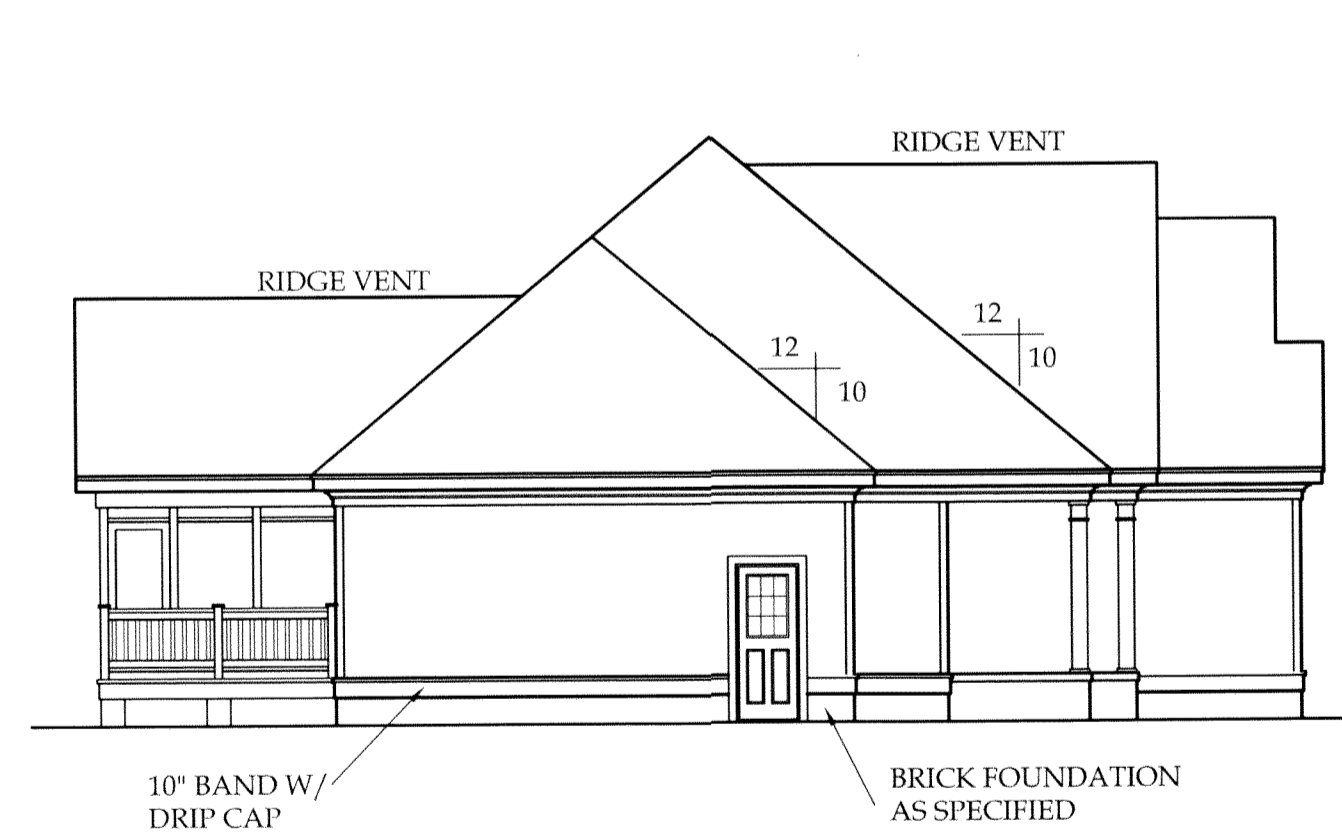 RIDGE VENT
RIDGE VENT
12
10
12
10
10" BAND W/
DRIP CAP
BRICK FOUNDATION
AS SPECIFIED